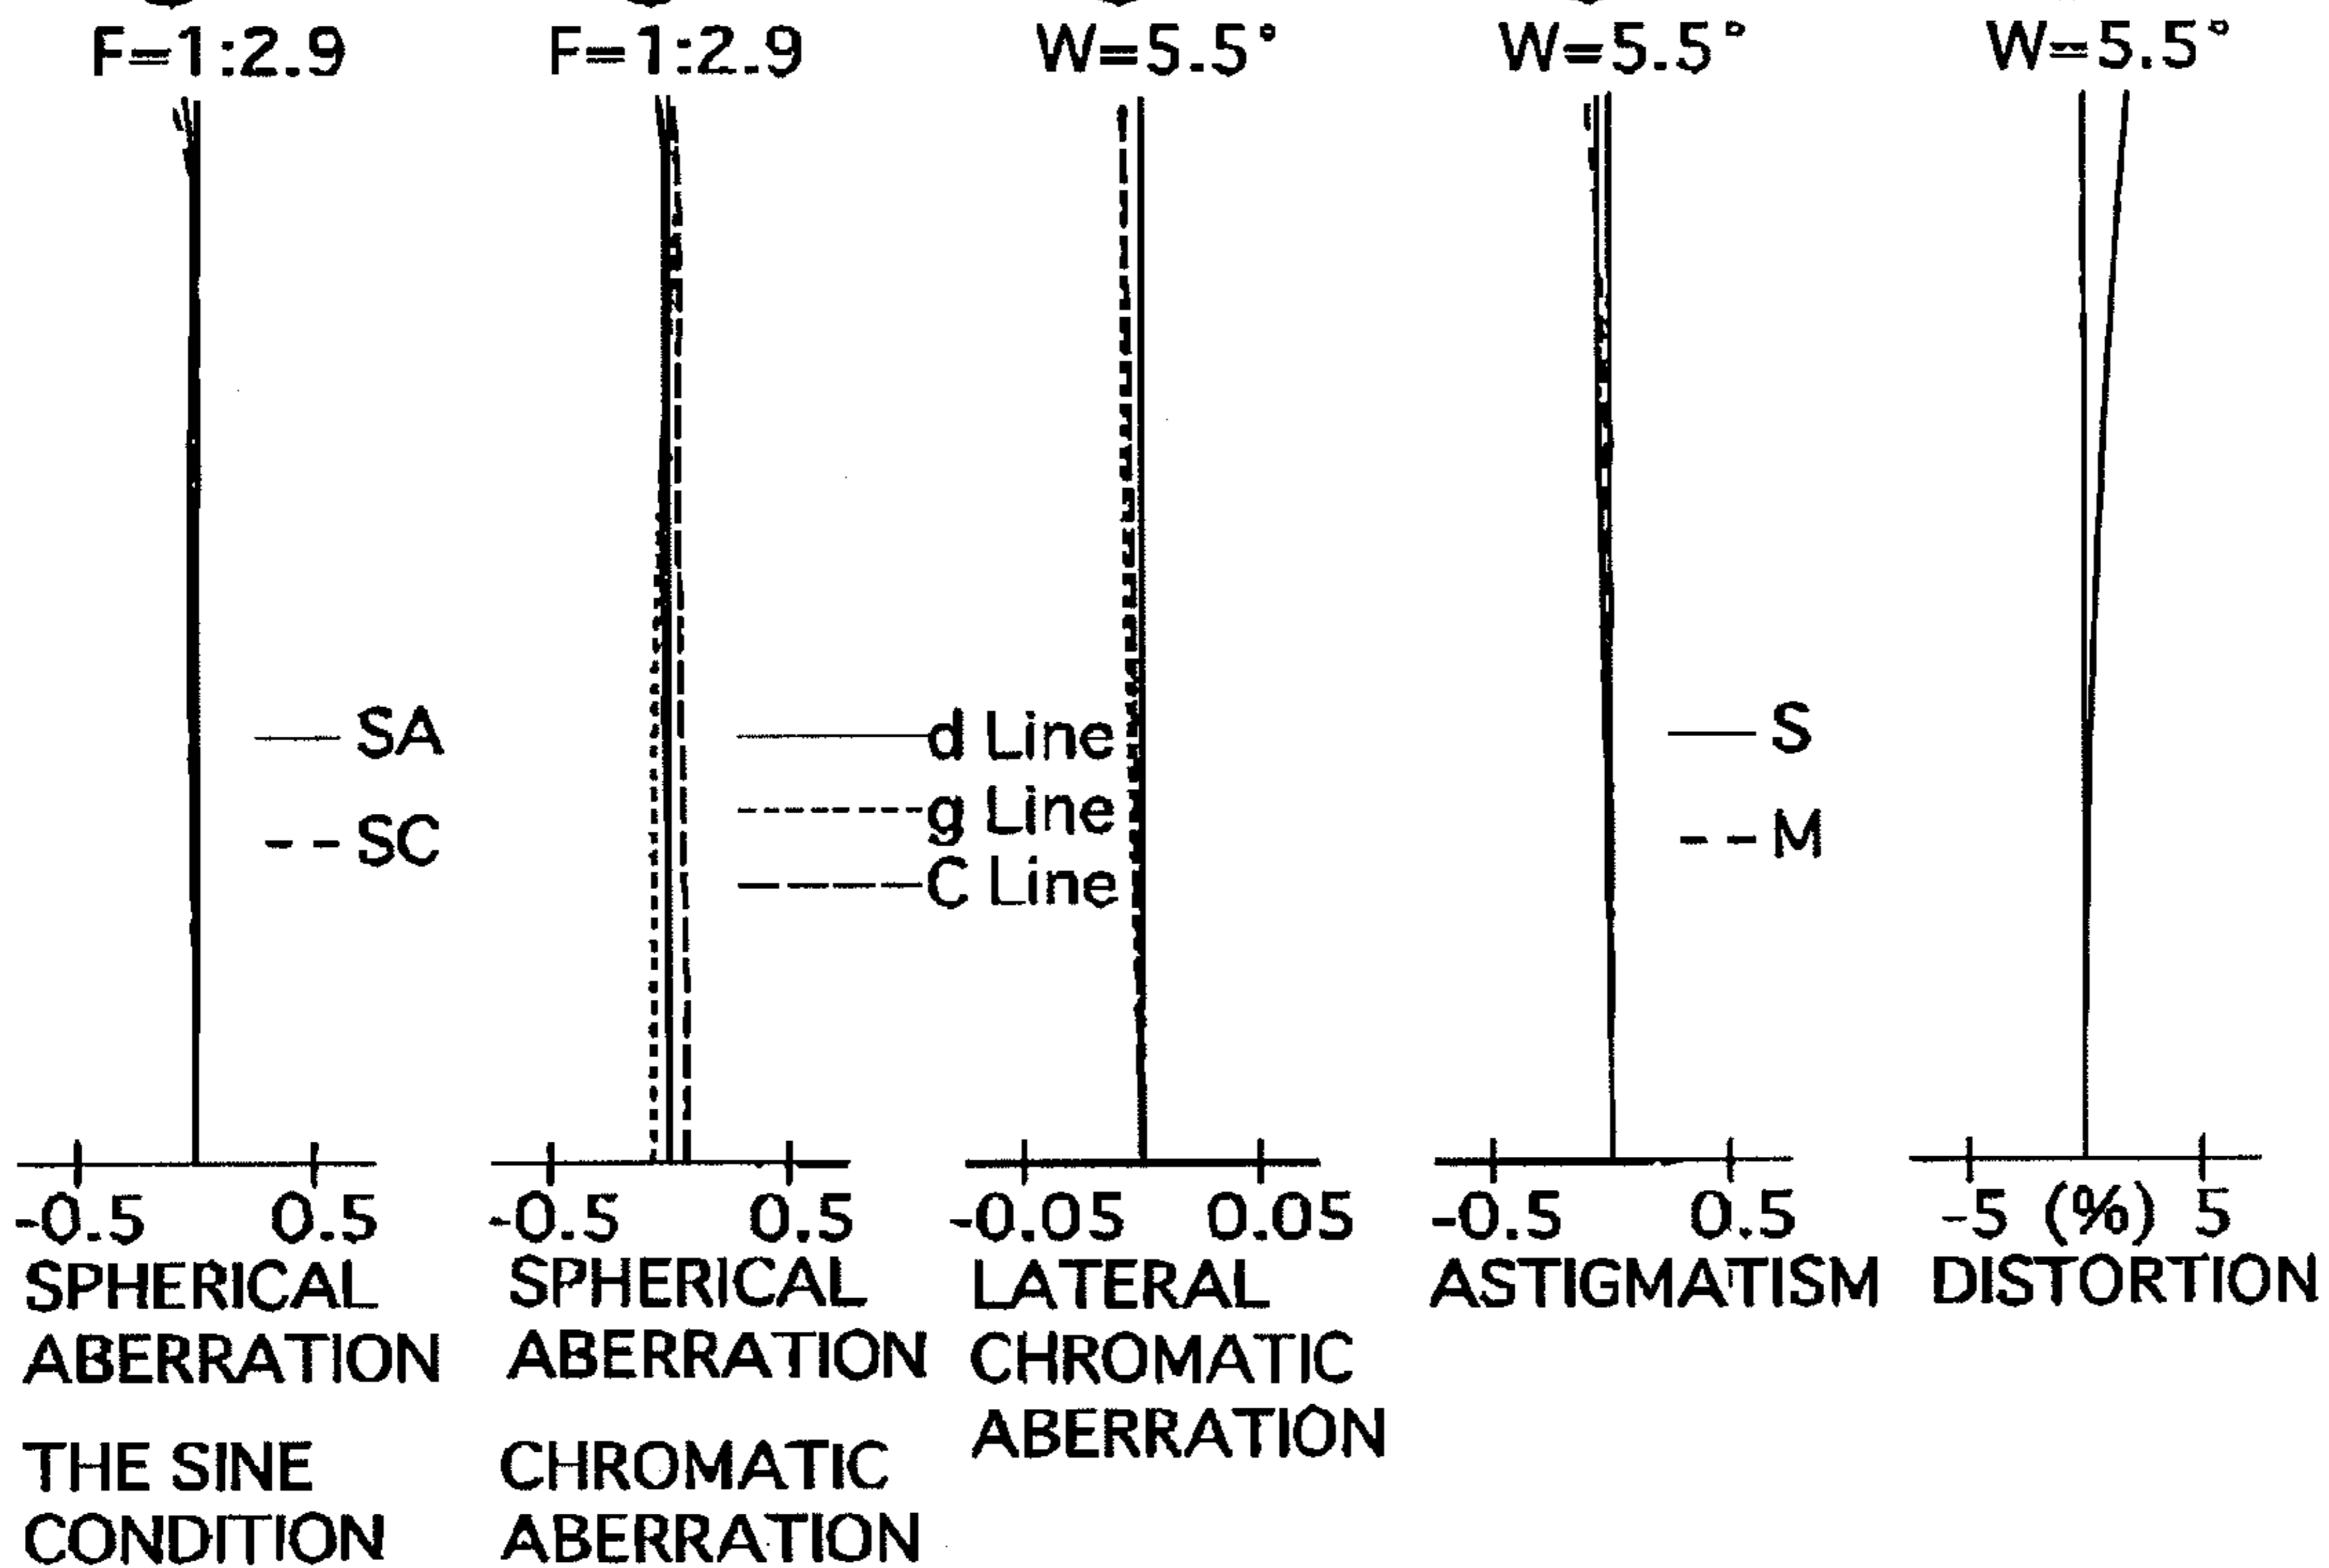 F=1:2.9
F=1:2.9
W=5.5°
W=5.5°
W=5.5°
SA
SC
d Line
g Line
C Line
S
M
-0.5 0.5
-0.5 0.5
-0.05 0.05
-0.5 0.5
-5 (%) 5
SPHERICAL
ABERRATION
THE SINE
CONDITION
SPHERICAL
ABERRATION
CHROMATIC
ABERRATION
LATERAL
CHROMATIC
ABERRATION
ASTIGMATISM
DISTORTION